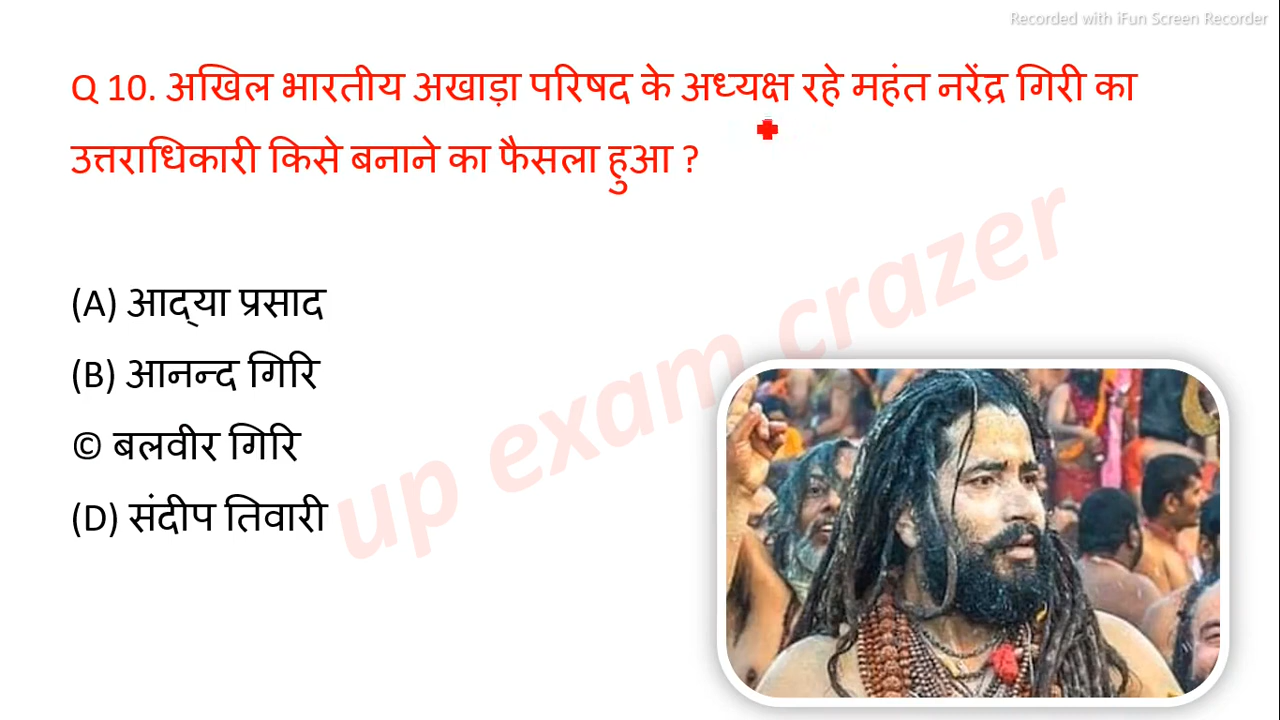 Recorded with iFun Screen Recorder
Q 10. अखिल भारतीय अखाड़ा परिषद के अध्यक्ष रहे महंत नरेंद्र गिरी का
उत्तराधिकारी किसे बनाने का फैसला हुआ ?
(A) आद्या प्रसाद
(B) आनन्द गिरि
© बलवीर गिरि
(D) संदीप तिवारी
up exam crazer